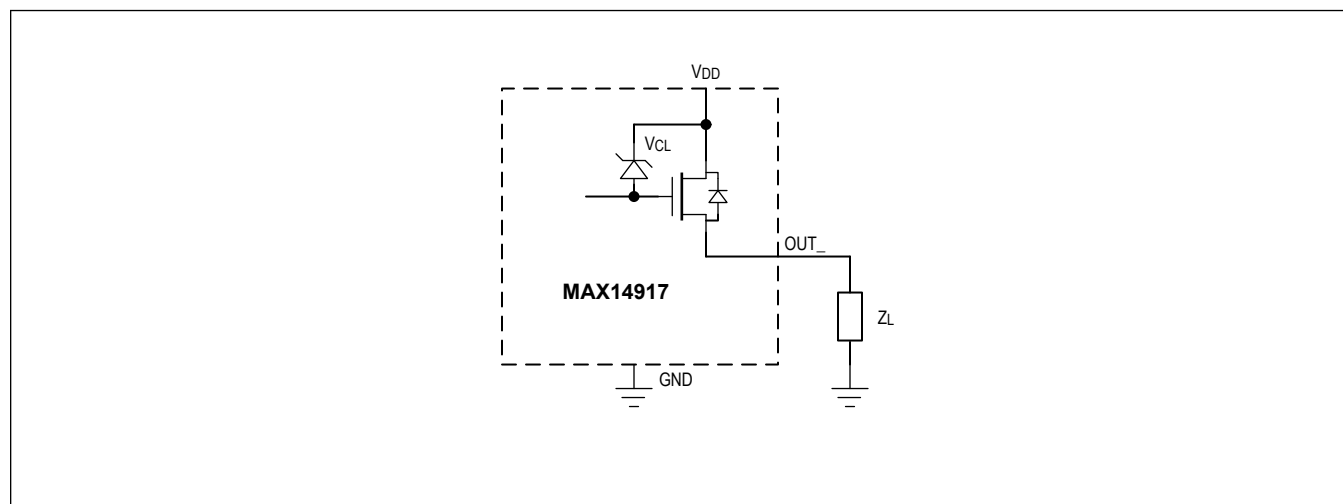 VDD
VCL
OUT_
MAX14917
ZL
GND